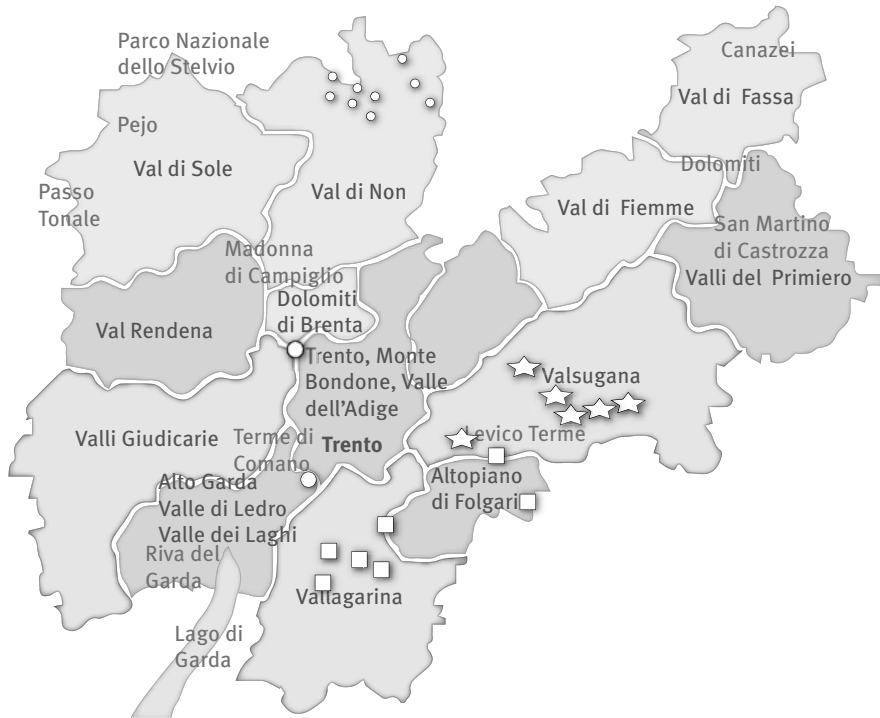 Parco Nazionale
dello Stelvio
Canazei
Val di Fassa
Pejo
Val di Sole
Dolomiti
Passo
Tonale
Val di Non
Val di Fiemme
San Martino
di Castrozza
Valli del Primiero
Madonna
di Campiglio
Dolomiti
di Brenta
Val Rendena
Trento, Monte
Bondone, Valle
dell'Adige
Valsugana
Valli Giudicarie
Terme di
Comano
Trento
Levico Terme
Alto Garda
Valle di Ledro
Valle dei Laghi
Altopiano
di Folgari
Riva del
Garda
Vallagarina
Lago di
Garda